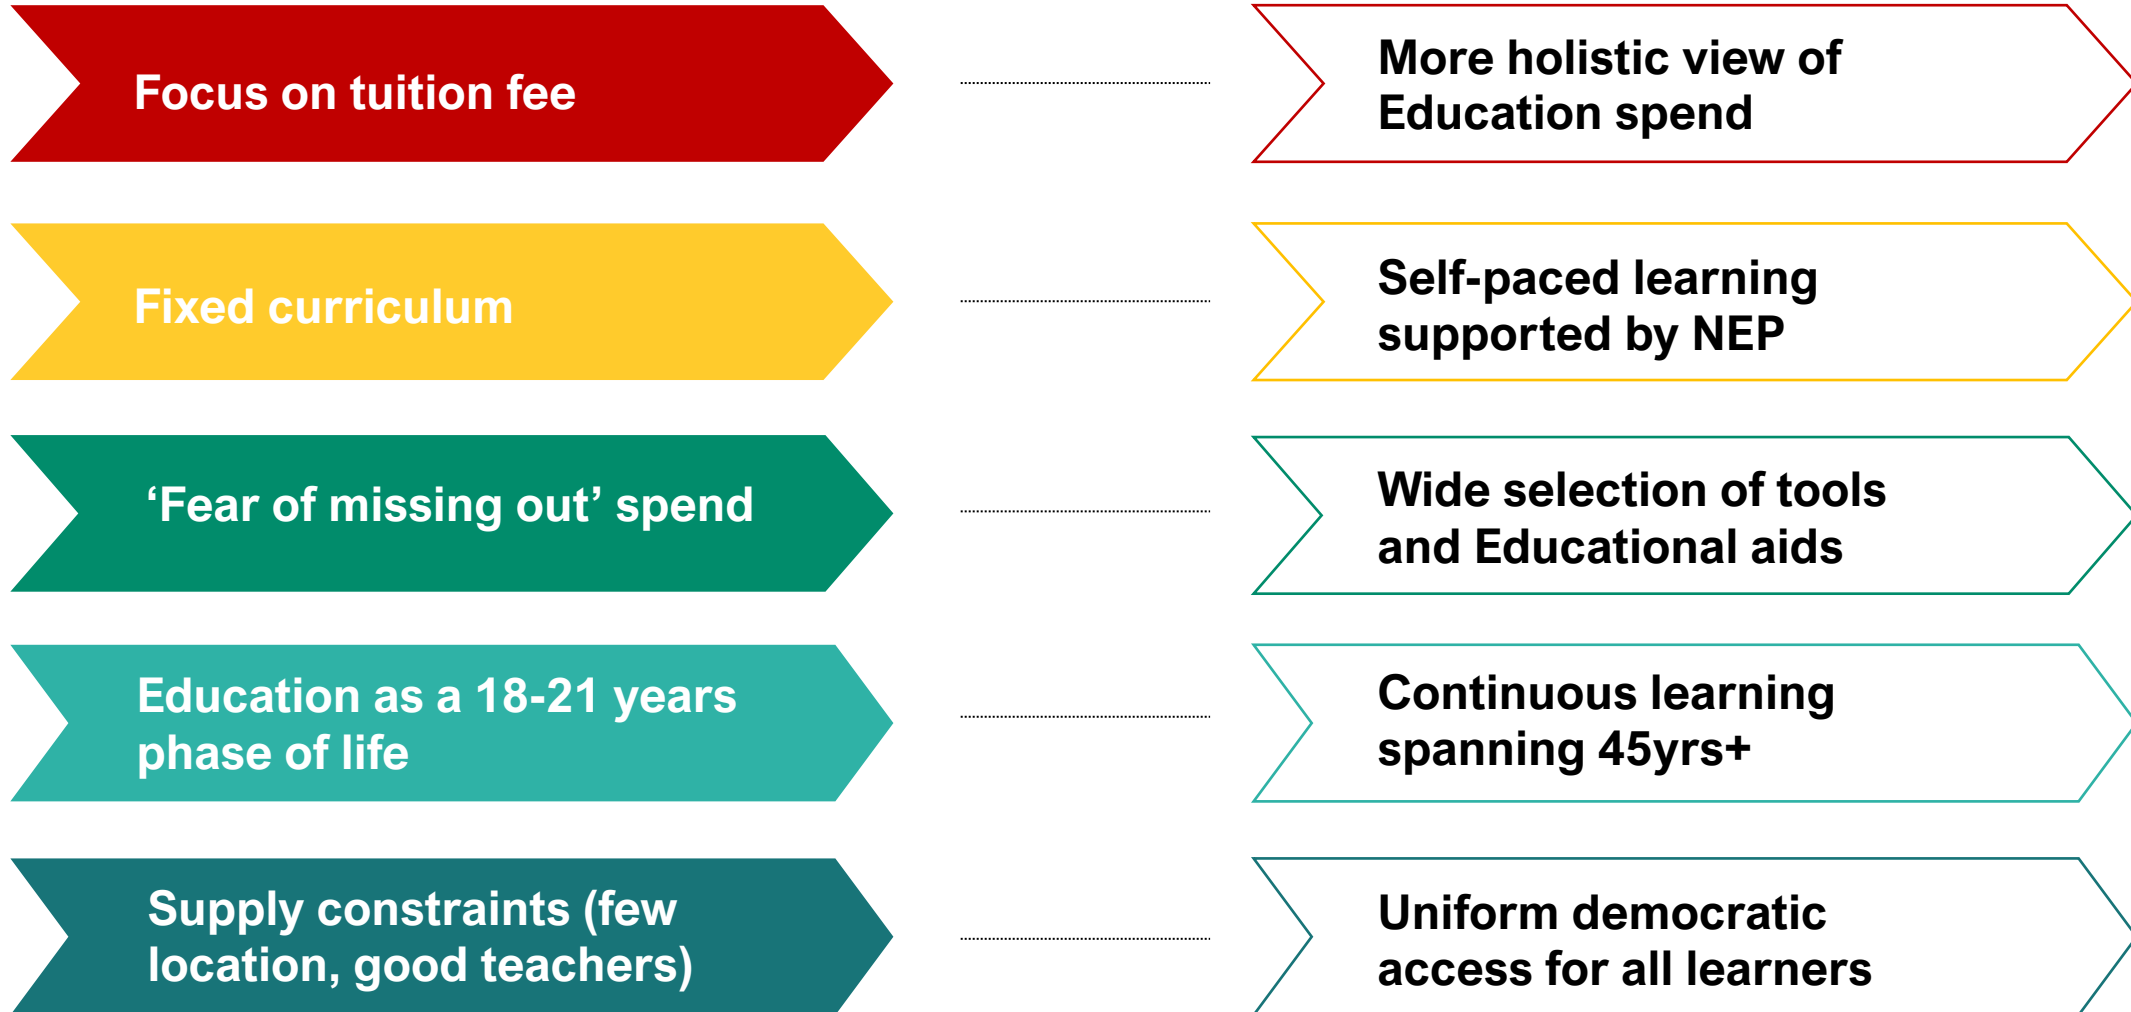 Focus on tuition fee
More holistic view of
Education spend
Fixed curriculum
Self-paced learning
supported by NEP
‘Fear of missing out’ spend
Wide selection of tools
and Educational aids
Education as a 18-21 years
phase of life
Continuous learning
spanning 45yrs+
Supply constraints (few
location, good teachers)
Uniform democratic
access for all learners